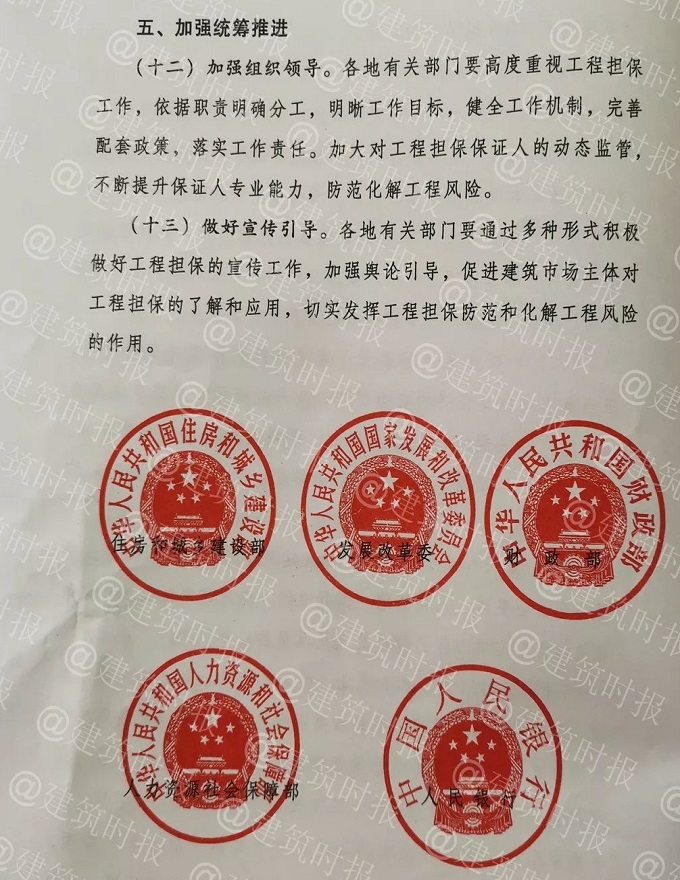 五、加强统筹推进
（十二）加强组织领导。各地有关部门要高度重视工程担保
工作，依据职责明确分工，明晰工作目标，健全工作机制，完善
配套政策，落实工作责任。加大对工程担保保证人的动态监管，
不断提升保证人专业能力，防范化解工程风险。
（十三）做好宣传引导。各地有关部门要通过多种形式积极
做好工程担保的宣传工作，加强舆论引导，促进建筑市场主体对
工程担保的了解和应用，切实发挥工程担保防范和化解工程风险
的作用。
中华人民共和国住房和城乡建设部
住房和城乡建设部
中华人民共和国国家发展和改革委员会
发展改革委
中华人民共和国财政部
财 政 部
中华人民共和国人力资源和社会保障部
人力资源社会保障部
中国人民银行
人 民 银 行
@建筑时报